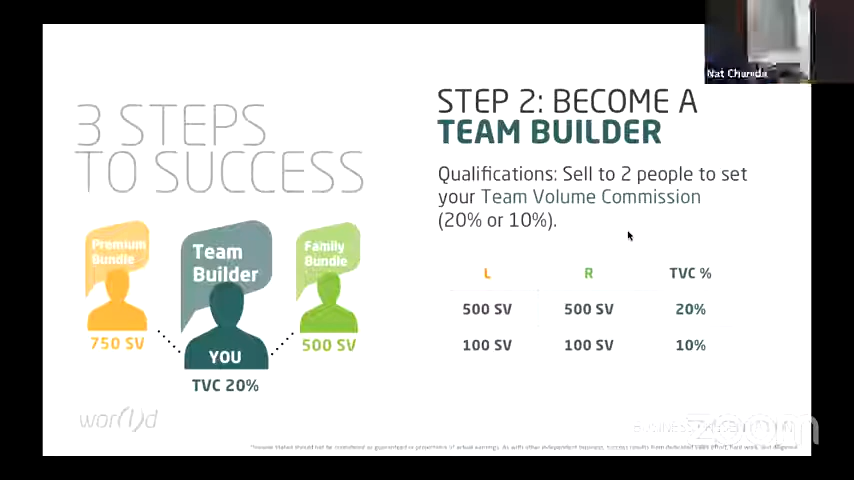 3 STEPS
TO SUCCESS
Premium
Bundle
750 SV
Team
Builder
YOU
TVC 20%
Family
Bundle
500 SV
wor(l)d
STEP 2: BECOME A
TEAM BUILDER
Qualifications: Sell to 2 people to set
your Team Volume Commission
(20% or 10%).
L R TVC %
500 SV 500 SV 20%
100 SV 100 SV 10%
Nat
zoom